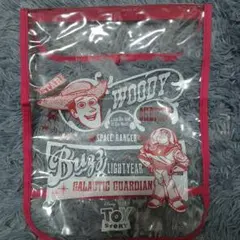 WOODY
SPACE RANGER
Buzz
LIGHTYEAR
GALACTIC GUARDIAN
TOY
STORY